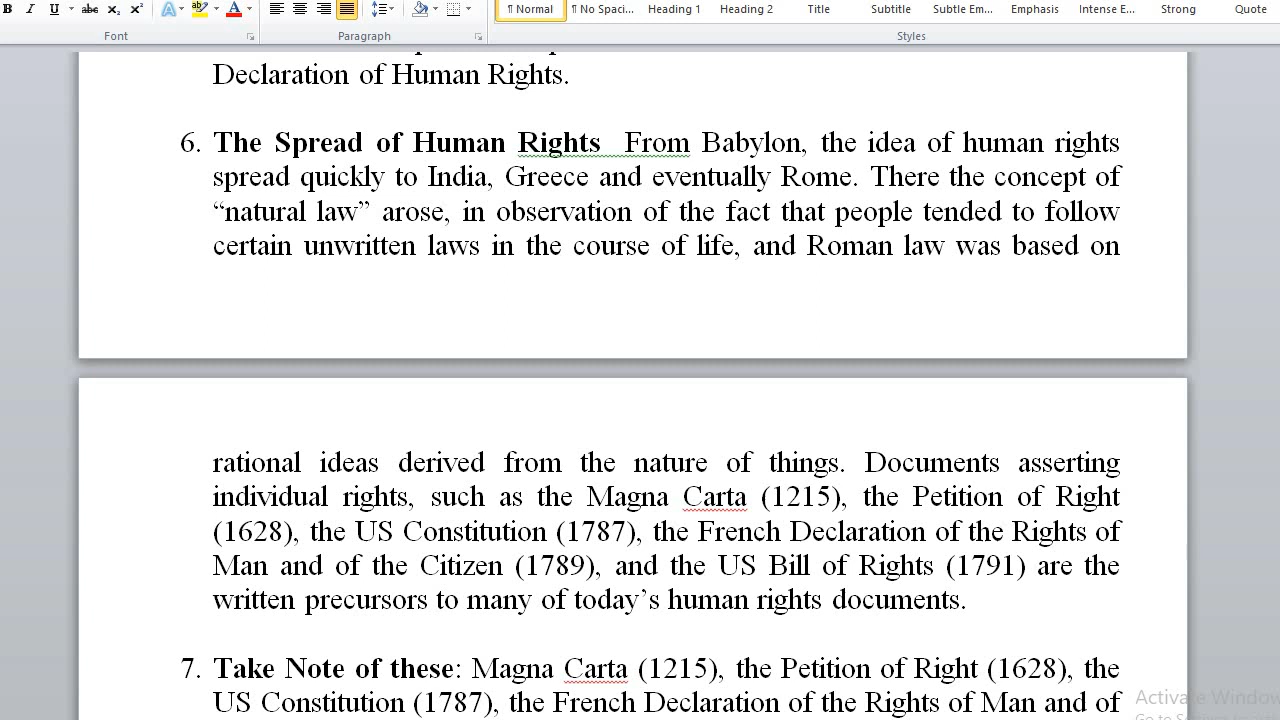 B I U abc x₂ x² A ab A
¶ Normal ¶ No Spaci... Heading 1 Heading 2 Title Subtitle Subtle Em... Emphasis Intense E... Strong Quote
Font Paragraph Styles
Declaration of Human Rights.
6. The Spread of Human Rights From Babylon, the idea of human rights
spread quickly to India, Greece and eventually Rome. There the concept of
“natural law” arose, in observation of the fact that people tended to follow
certain unwritten laws in the course of life, and Roman law was based on
rational ideas derived from the nature of things. Documents asserting
individual rights, such as the Magna Carta (1215), the Petition of Right
(1628), the US Constitution (1787), the French Declaration of the Rights of
Man and of the Citizen (1789), and the US Bill of Rights (1791) are the
written precursors to many of today’s human rights documents.
7. Take Note of these: Magna Carta (1215), the Petition of Right (1628), the
US Constitution (1787), the French Declaration of the Rights of Man and of
Activate Window